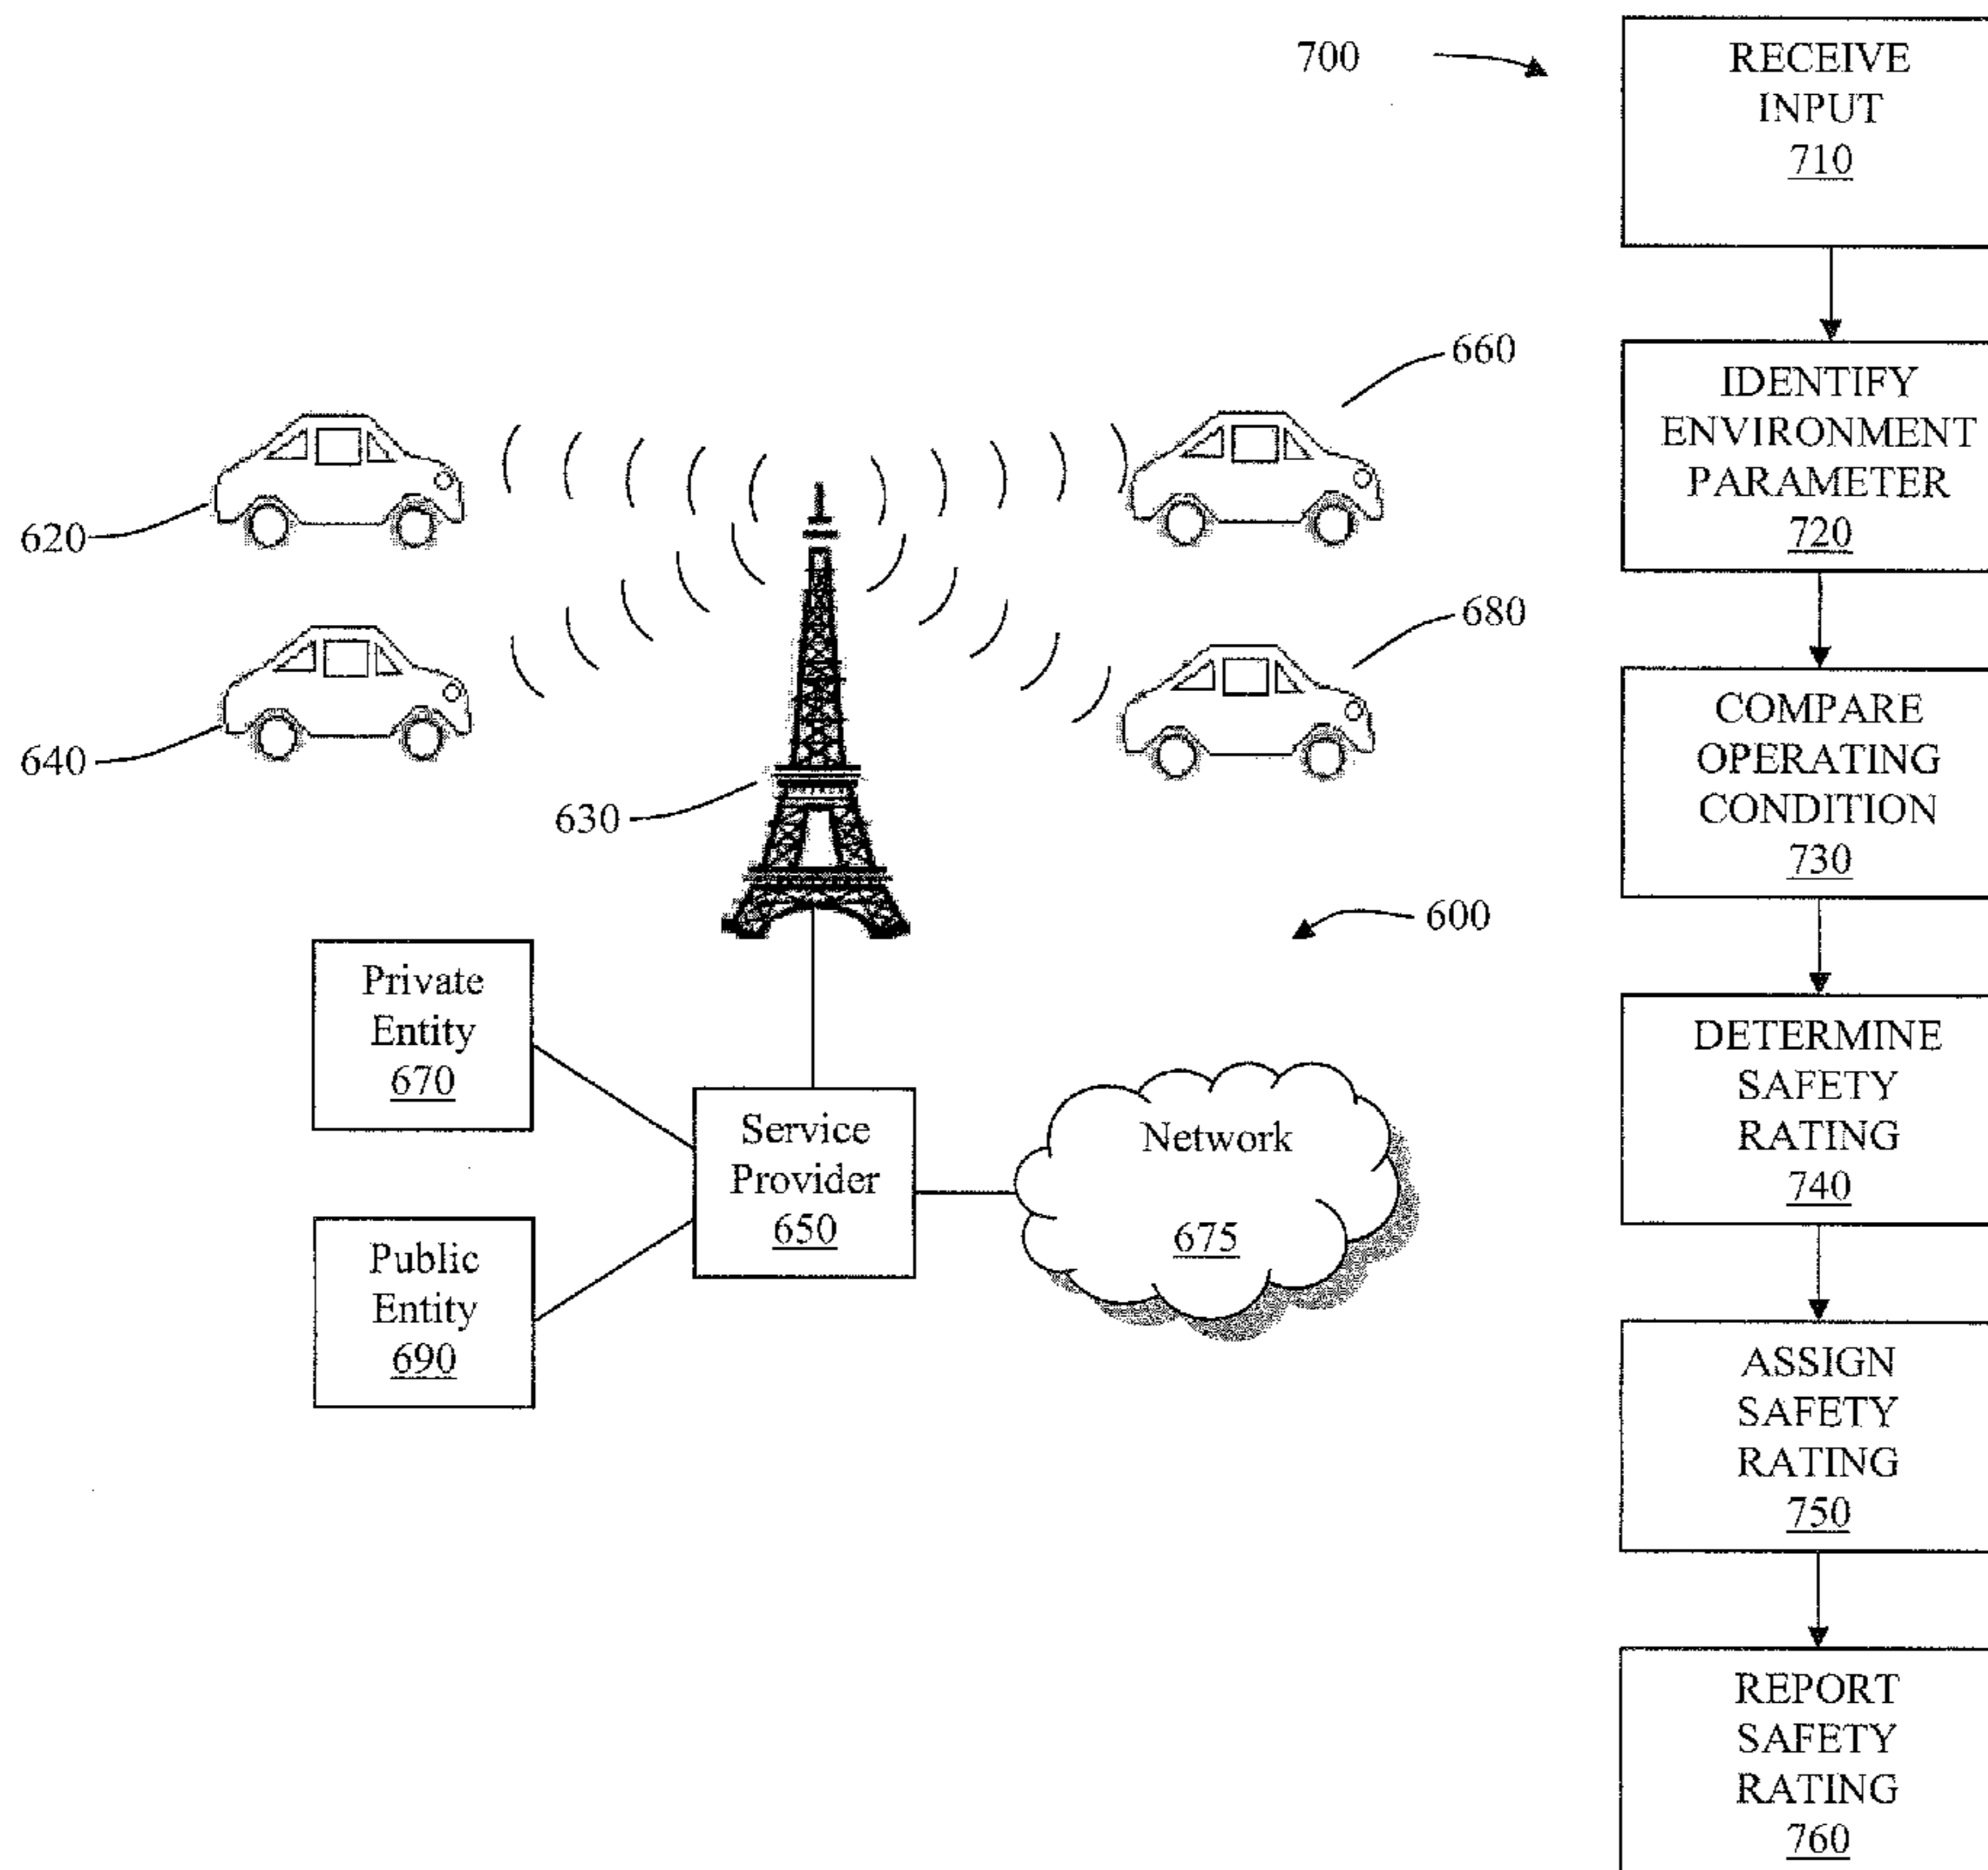 660
620
680
640
630
600
Private
Entity
670
Service
Provider
650
Network
675
Public
Entity
690
700
RECEIVE
INPUT
710
IDENTIFY
ENVIRONMENT
PARAMETER
720
COMPARE
OPERATING
CONDITION
730
DETERMINE
SAFETY
RATING
740
ASSIGN
SAFETY
RATING
750
REPORT
SAFETY
RATING
760